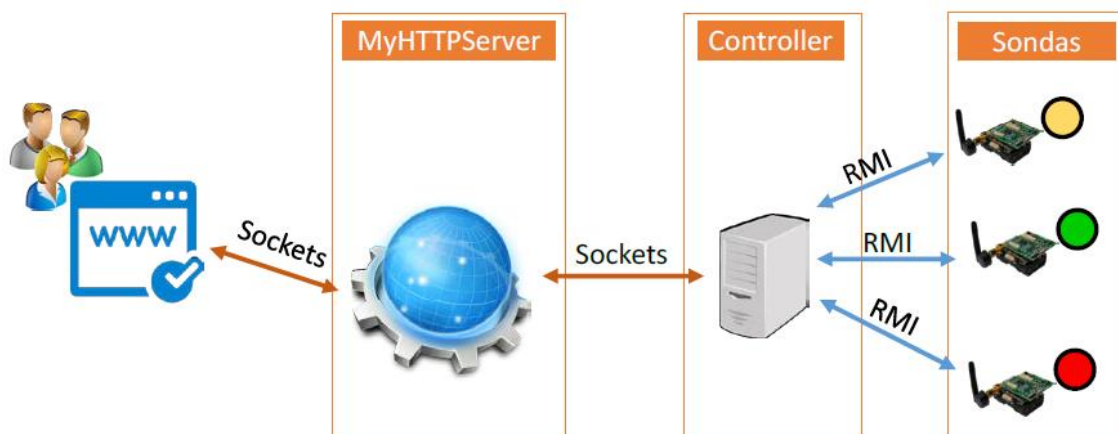 MyHTTPServer
Controller
Sondas
www
Sockets
Sockets
RMI
RMI
RMI